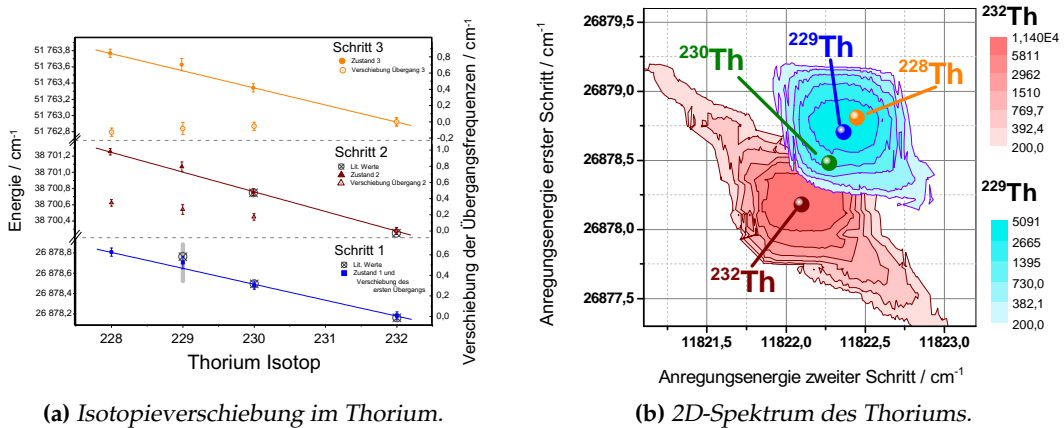 Energie / cm⁻¹
51 763,8
51 763,6
51 763,4
51 763,2
51 763,0
51 762,8
38 701,2
38 700,8
38 700,4
26 878,8
26 878,6
26 878,4
26 878,2
Schritt 3
Zustand 3
Verschiebung Übergang 3
Schritt 2
Lit. Werte
Zustand 2
Verschiebung Übergang 2
Schritt 1
Lit. Werte
Zustand 1 und
Verschiebung des
ersten Übergangs
0,8
0,6
0,4
0,2
0,0
-0,2
1,0
0,8
0,6
0,4
0,2
0,0
0,8
0,6
0,4
0,2
0,0
Verschiebung der Übergangsfrequenzen / cm⁻¹
228
229
230
231
232
Thorium Isotop
(a) Isotopieverschiebung im Thorium.
Anregungsenergie erster Schritt / cm⁻¹
26879,5
26879,0
26878,5
26878,0
26877,5
²³⁰Th
²²⁹Th
²²⁸Th
²³²Th
11821,5
11822,0
11822,5
11823,0
Anregungsenergie zweiter Schritt / cm⁻¹
²³²Th
1,140E4
5811
2962
1510
769,7
392,4
200,0
²²⁹Th
5091
2665
1395
730,0
382,1
200,0
(b) 2D-Spektrum des Thoriums.